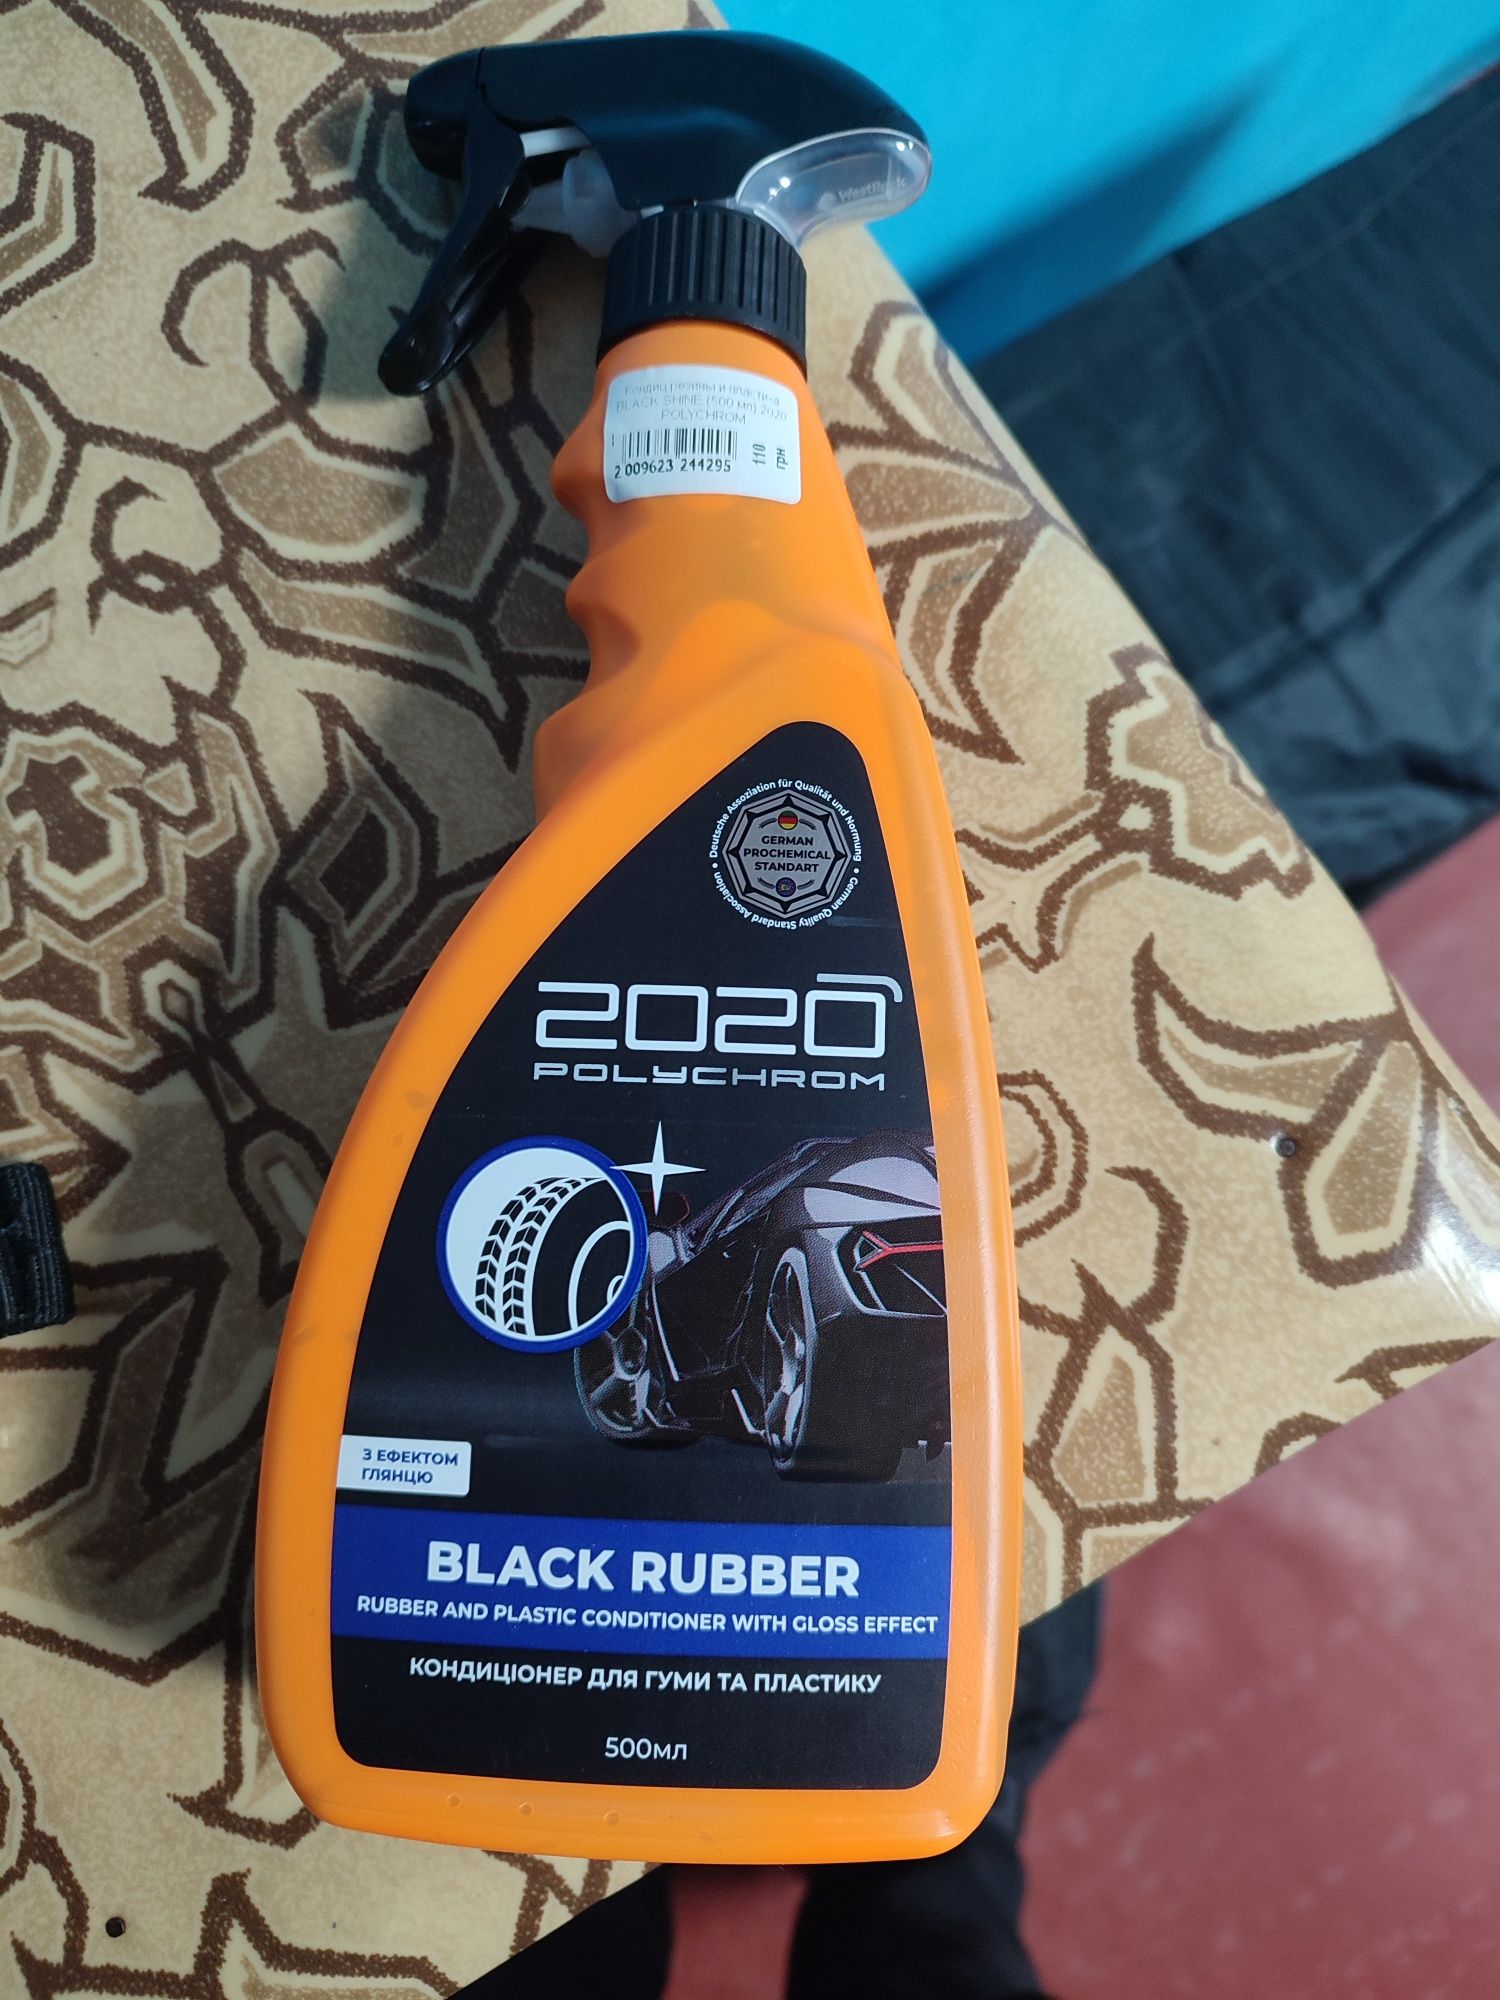 WestRock
Кондиц.резины и пласти-а
BLACK SHINE (500 мл) 2020
POLYCHROM
2 009623 244295
110
грн
Deutsche Assoziation für Qualität und Normung • German Quality Standard Association •
GERMAN
PROCHEMICAL
STANDART
EU
2020
POLYCHROM
З ЕФЕКТОМ
ГЛЯНЦЮ
BLACK RUBBER
RUBBER AND PLASTIC CONDITIONER WITH GLOSS EFFECT
КОНДИЦІОНЕР ДЛЯ ГУМИ ТА ПЛАСТИКУ
500мл